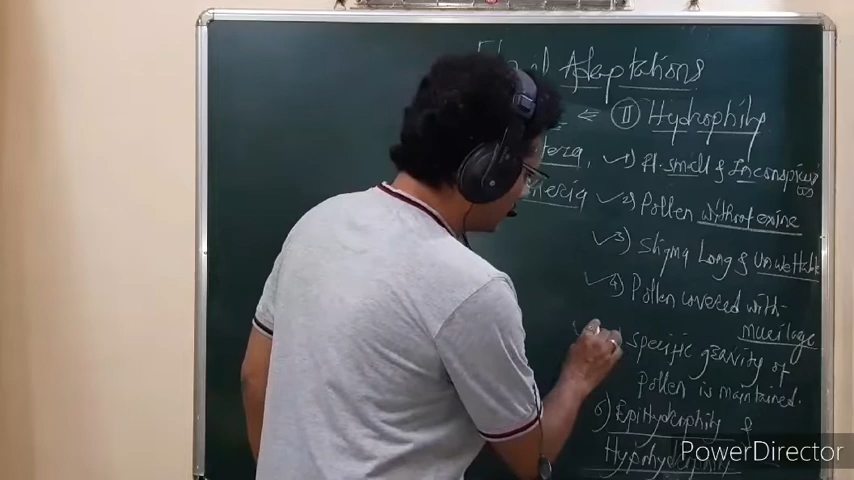 Adaptations
⇐ Ⅱ Hydrophily
✓1) Fl. small & Inconspicuous
✓2) Pollen without exine
✓3) Stigma Long & Unwettable
✓4) Pollen covered with
mucilage
specific gravity of
pollen is maintained.
6) EpiHydrophily &
Hypohydrophily
PowerDirector